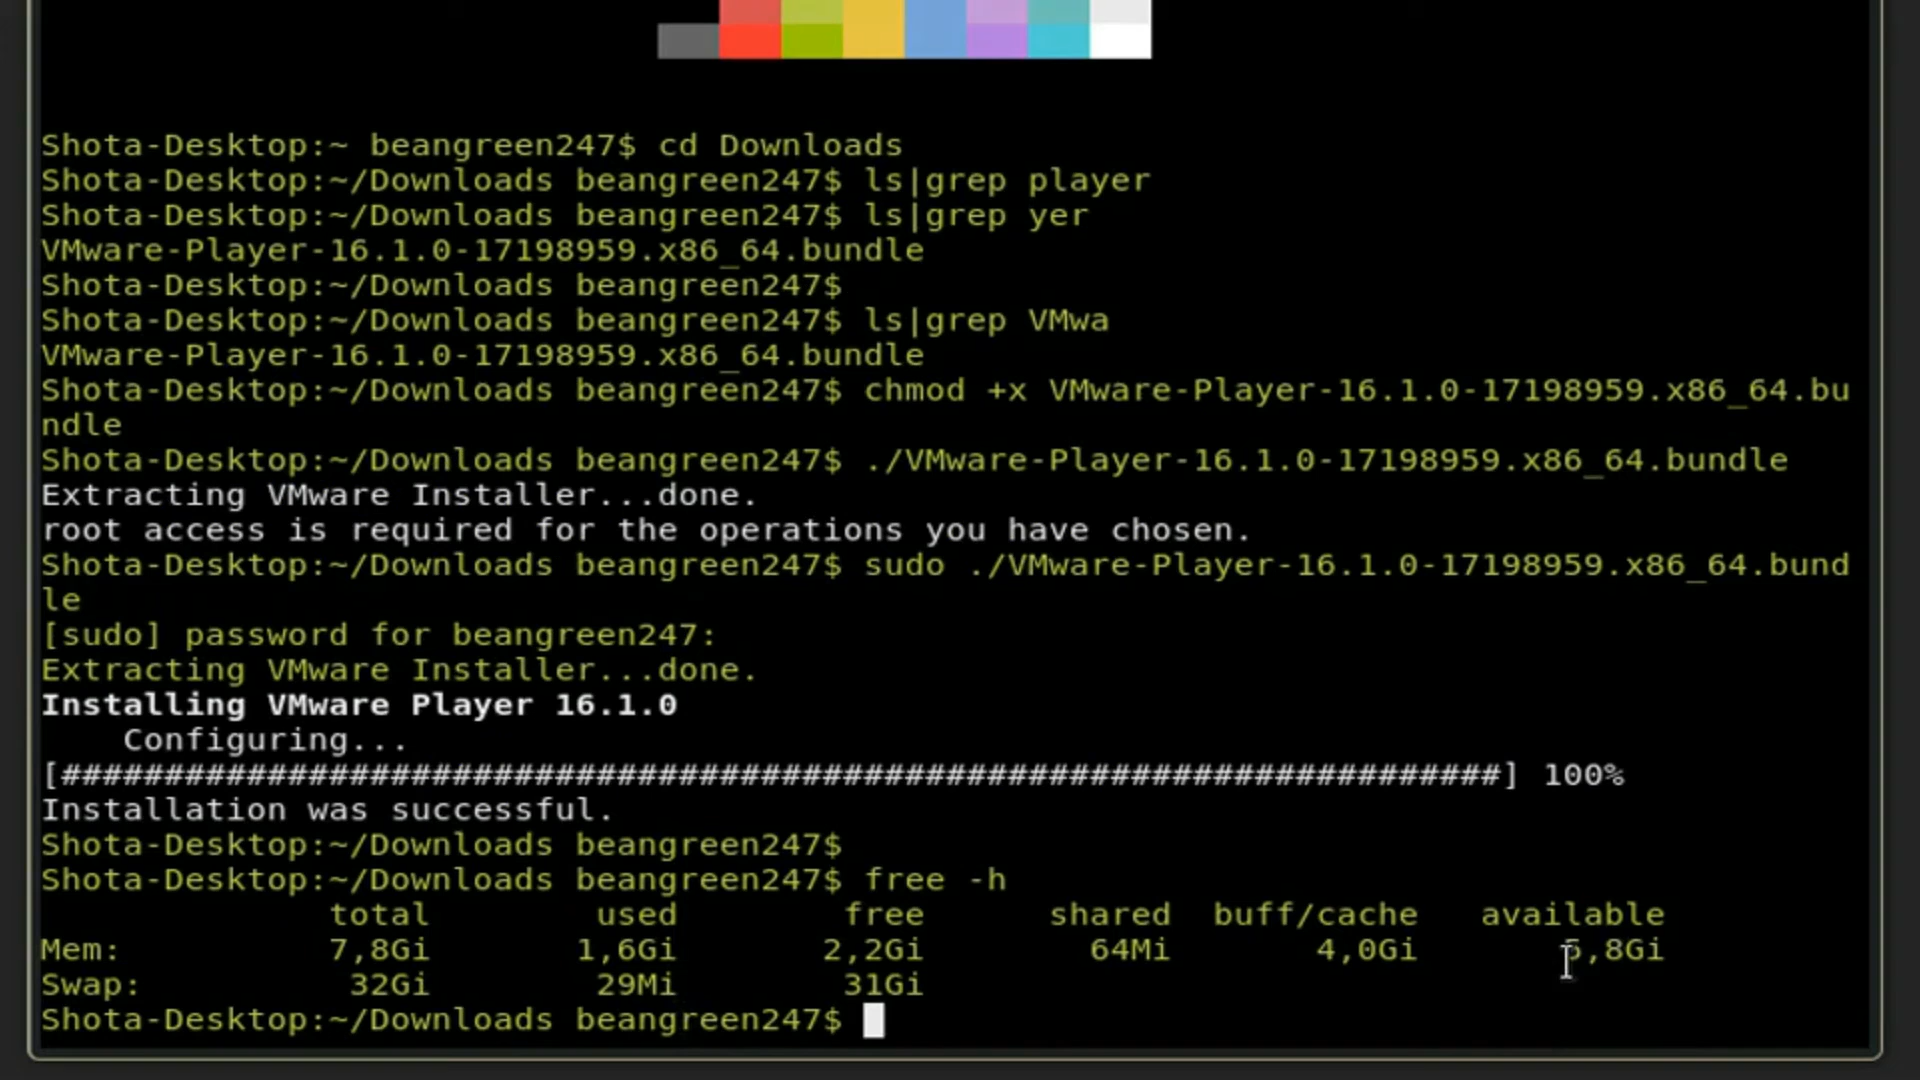 Shota-Desktop:~ beangreen247$ cd Downloads
Shota-Desktop:~/Downloads beangreen247$ ls|grep player
Shota-Desktop:~/Downloads beangreen247$ ls|grep yer
VMware-Player-16.1.0-17198959.x86_64.bundle
Shota-Desktop:~/Downloads beangreen247$
Shota-Desktop:~/Downloads beangreen247$ ls|grep VMwa
VMware-Player-16.1.0-17198959.x86_64.bundle
Shota-Desktop:~/Downloads beangreen247$ chmod +x VMware-Player-16.1.0-17198959.x86_64.bu
ndle
Shota-Desktop:~/Downloads beangreen247$ ./VMware-Player-16.1.0-17198959.x86_64.bundle
Extracting VMware Installer...done.
root access is required for the operations you have chosen.
Shota-Desktop:~/Downloads beangreen247$ sudo ./VMware-Player-16.1.0-17198959.x86_64.bund
le
[sudo] password for beangreen247:
Extracting VMware Installer...done.
Installing VMware Player 16.1.0
    Configuring...
[######################################################################] 100%
Installation was successful.
Shota-Desktop:~/Downloads beangreen247$
Shota-Desktop:~/Downloads beangreen247$ free -h
              total        used        free      shared  buff/cache   available
Mem:          7,8Gi       1,6Gi       2,2Gi        64Mi       4,0Gi       5,8Gi
Swap:          32Gi        29Mi        31Gi
Shota-Desktop:~/Downloads beangreen247$